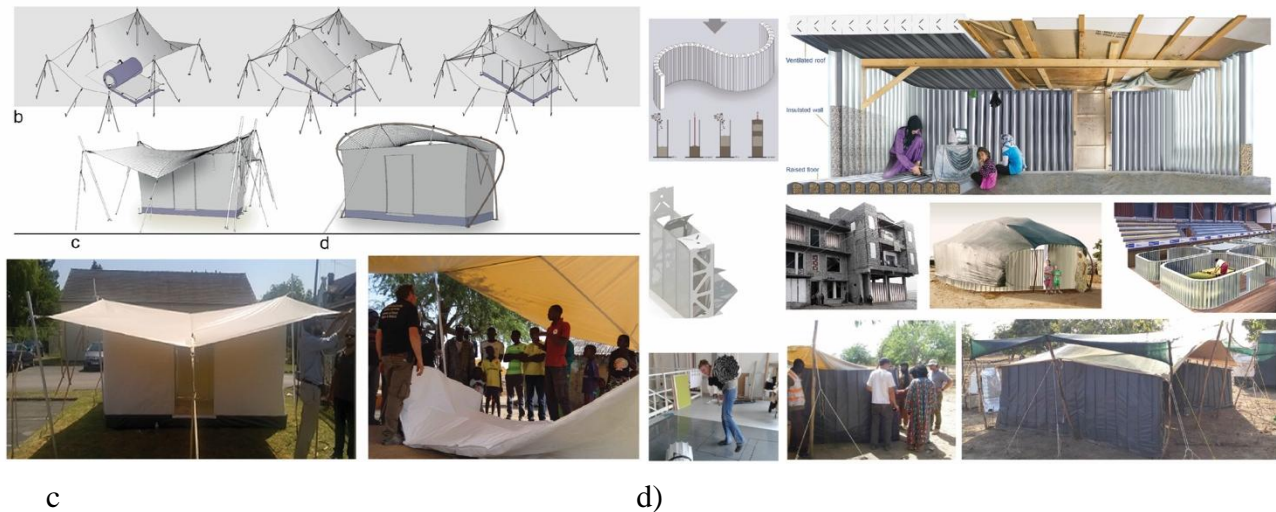 b
c
d
Ventilated roof
Insulated wall
Raised floor
c
d)